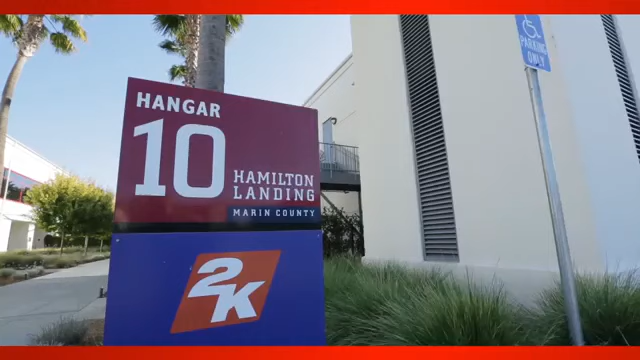 HANGAR
10
HAMILTON
LANDING
MARIN COUNTY
2K
PARKING
ONLY